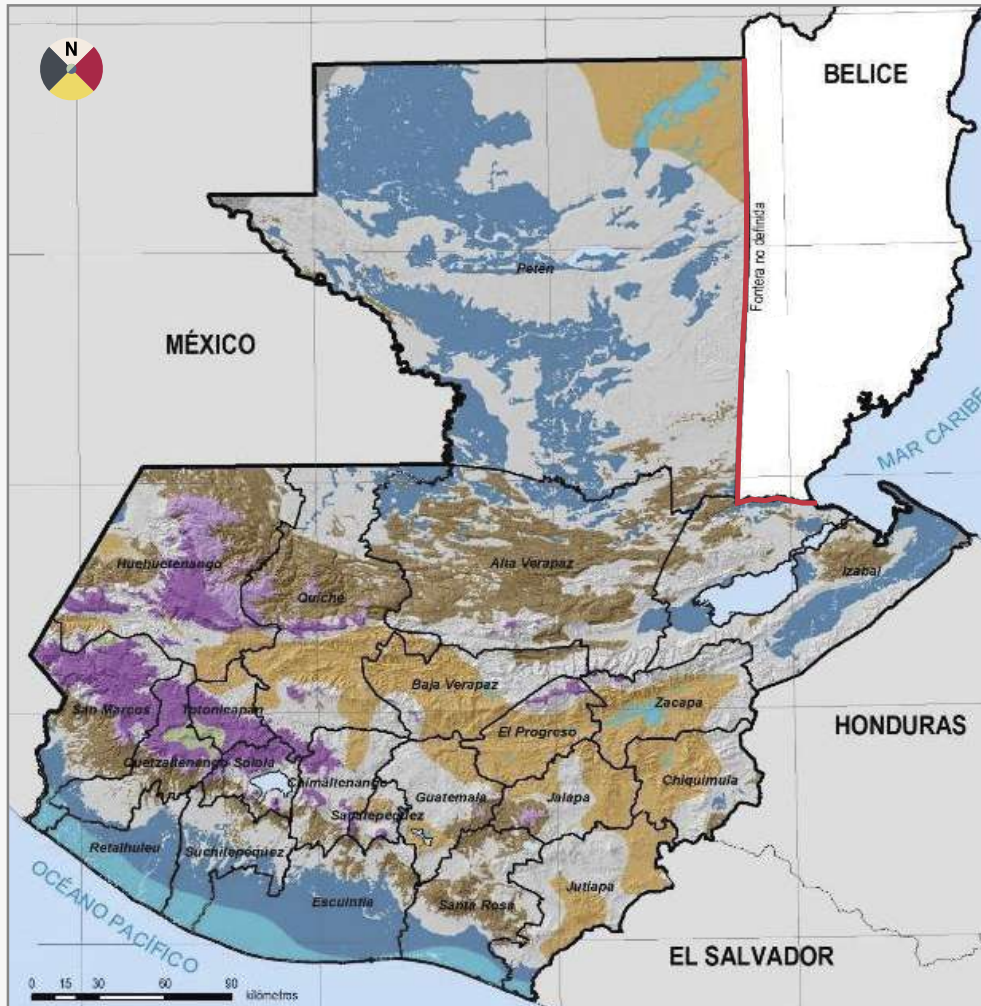 N
BELICE
Fontera no definida
Petén
MÉXICO
MAR CARIBE
Huehuetenango
Quiché
Alta Verapaz
Izabal
Baja Verapaz
San Marcos
Totonicapán
Zacapa
El Progreso
HONDURAS
Quetzaltenango
Sololá
Chimaltenango
Chiquimula
Guatemala
Jalapa
Sacatepéquez
Retalhuleu
Suchitepéquez
Jutiapa
Escuintla
Santa Rosa
OCÉANO PACÍFICO
EL SALVADOR
0 15 30 60 90
kilómetros